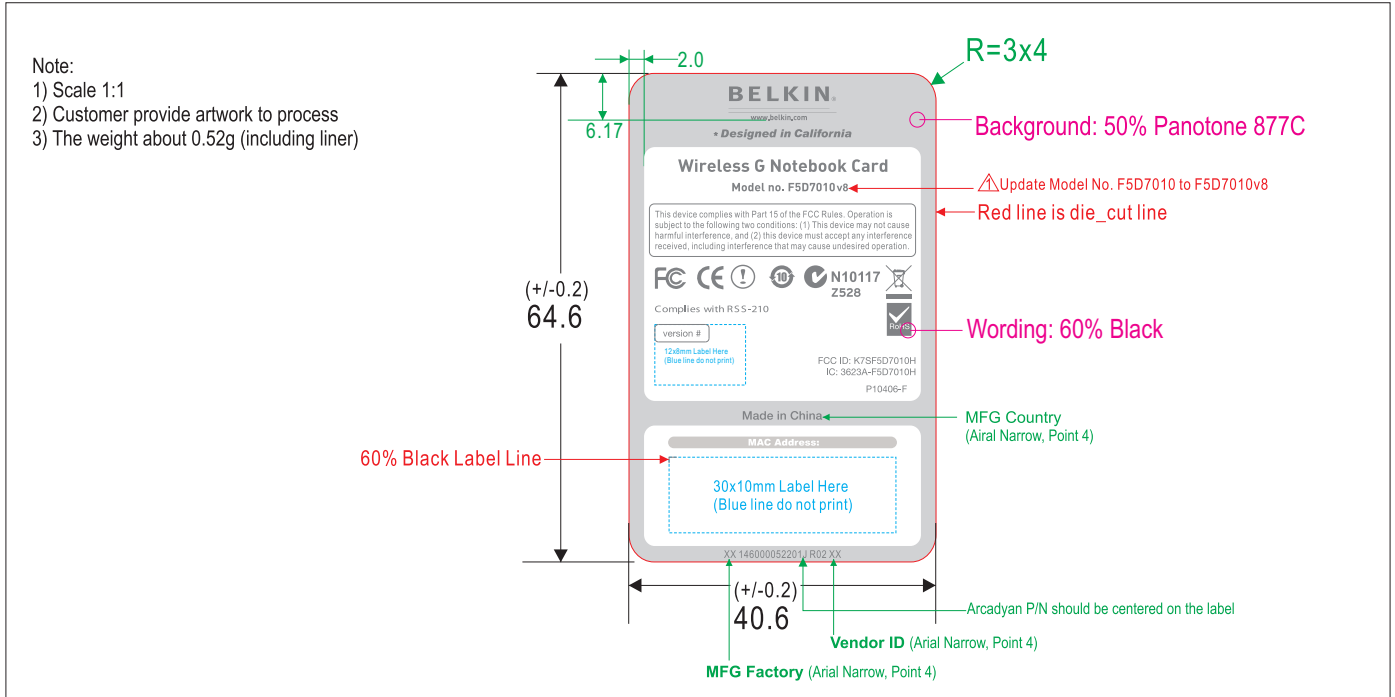 Note:
1) Scale 1:1
2) Customer provide artwork to process
3) The weight about 0.52g (including liner)
2.0
R=3x4
6.17
BELKIN®
www.belkin.com
• Designed in California
Background: 50% Panotone 877C
Wireless G Notebook Card
Model no. F5D7010v8
1 Update Model No. F5D7010 to F5D7010v8
Red line is die_cut line
This device complies with Part 15 of the FCC Rules. Operation is
subject to the following two conditions: (1) This device may not cause
harmful interference, and (2) this device must accept any interference
received, including interference that may cause undesired operation.
FC CE ! 10 N10117
Z528
(+/-0.2)
64.6
Complies with RSS-210
RoHS
Wording: 60% Black
version #
12x8mm Label Here
(Blue line do not print)
FCC ID: K7SF5D7010H
IC: 3623A-F5D7010H
P10406-F
Made in China
MFG Country
(Airal Narrow, Point 4)
MAC Address:
60% Black Label Line
30x10mm Label Here
(Blue line do not print)
XX 146000052201J R02 XX
(+/-0.2)
40.6
Arcadyan P/N should be centered on the label
Vendor ID (Arial Narrow, Point 4)
MFG Factory (Arial Narrow, Point 4)